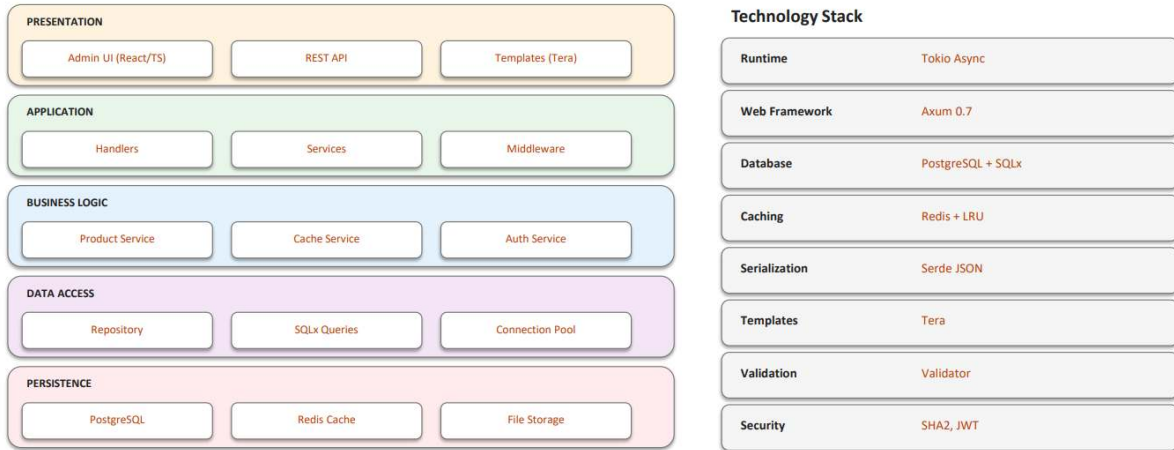 PRESENTATION
Admin UI (React/TS) REST API Templates (Tera)
APPLICATION
Handlers Services Middleware
BUSINESS LOGIC
Product Service Cache Service Auth Service
DATA ACCESS
Repository SQLx Queries Connection Pool
PERSISTENCE
PostgreSQL Redis Cache File Storage
Technology Stack
Runtime Tokio Async
Web Framework Axum 0.7
Database PostgreSQL + SQLx
Caching Redis + LRU
Serialization Serde JSON
Templates Tera
Validation Validator
Security SHA2, JWT